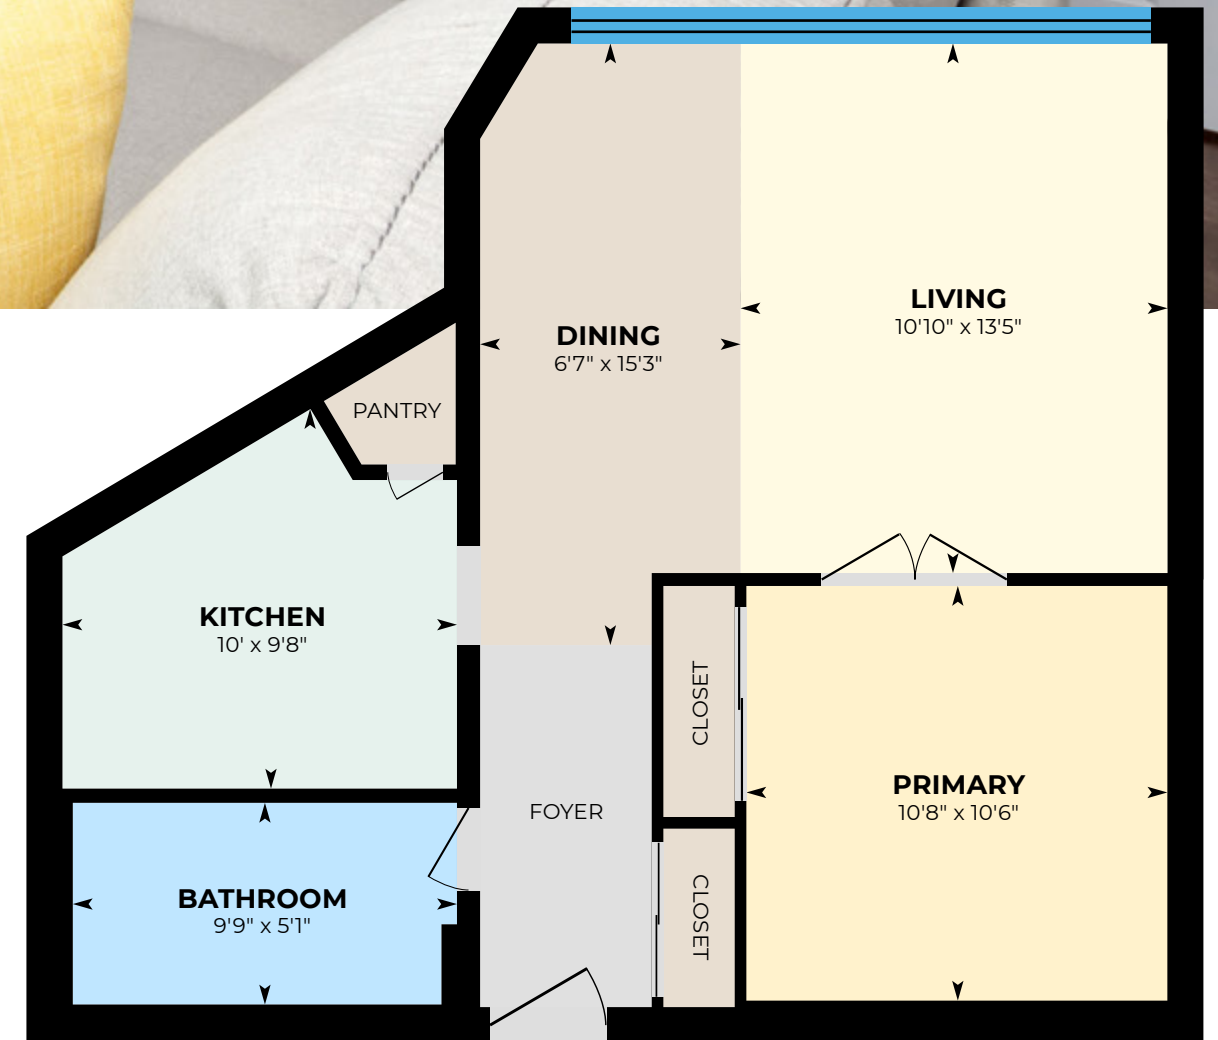 LIVING
10'10" x 13'5"
DINING
6'7" x 15'3"
PANTRY
KITCHEN
10' x 9'8"
CLOSET
PRIMARY
10'8" x 10'6"
FOYER
BATHROOM
9'9" x 5'1"
CLOSET